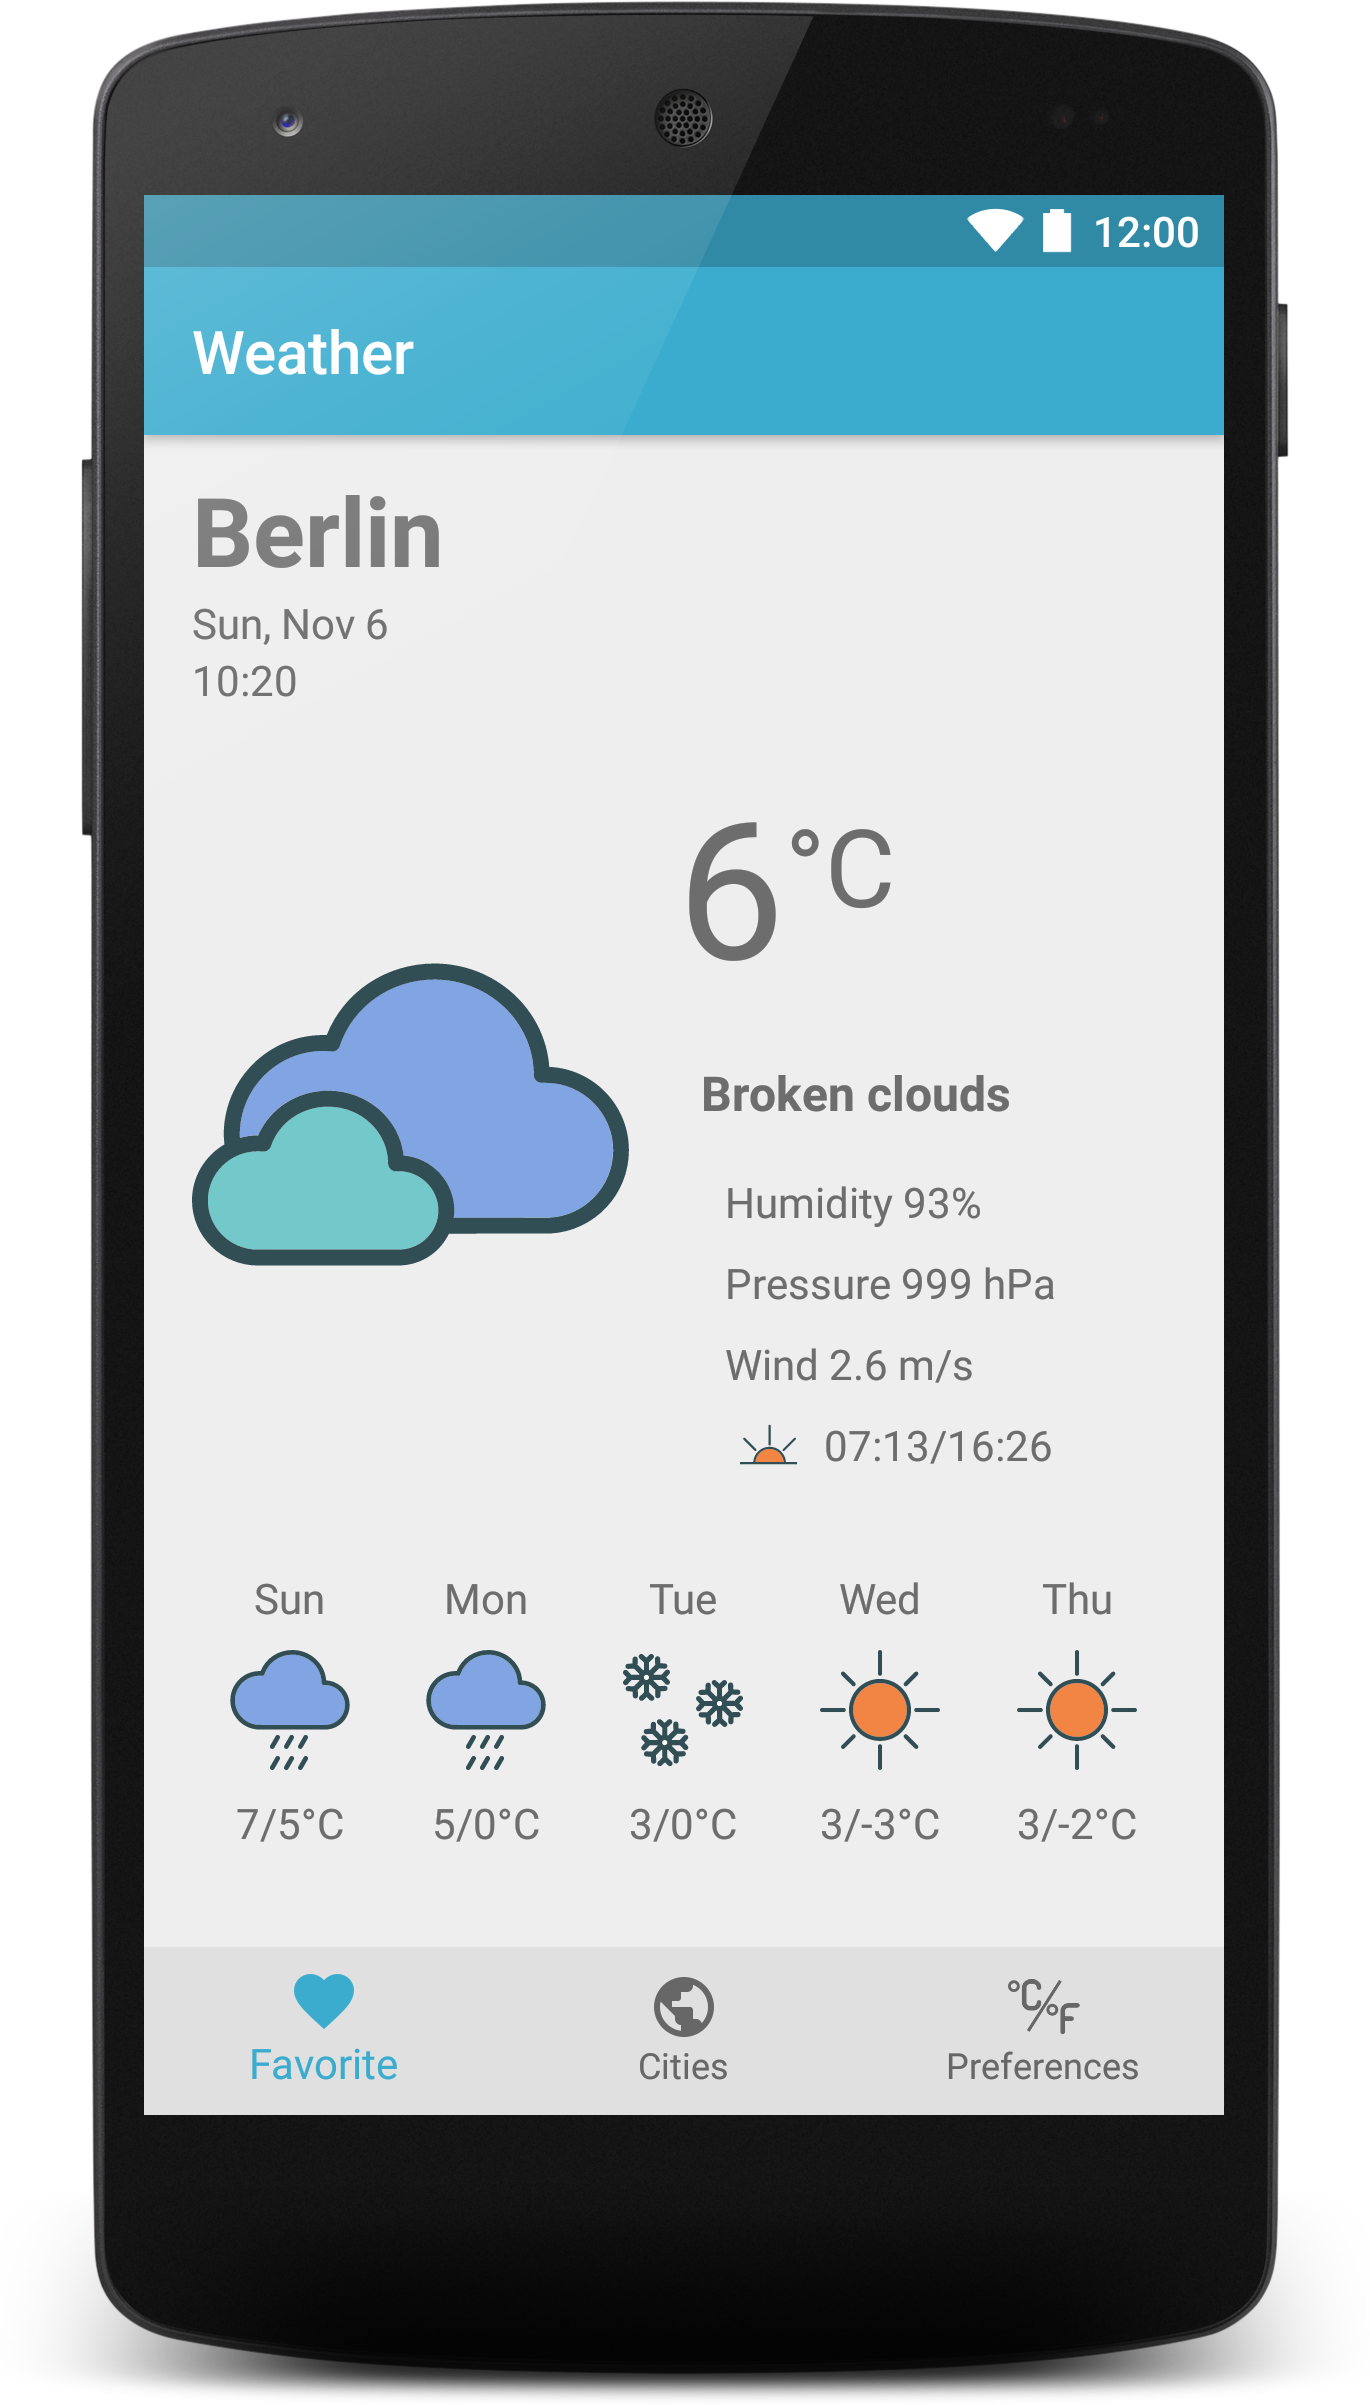 12:00
Weather
Berlin
Sun, Nov 6
10:20
6 °C
Broken clouds
Humidity 93%
Pressure 999 hPa
Wind 2.6 m/s
07:13/16:26
Sun Mon Tue Wed Thu
7/5°C 5/0°C 3/0°C 3/-3°C 3/-2°C
°C/°F
Favorite Cities Preferences